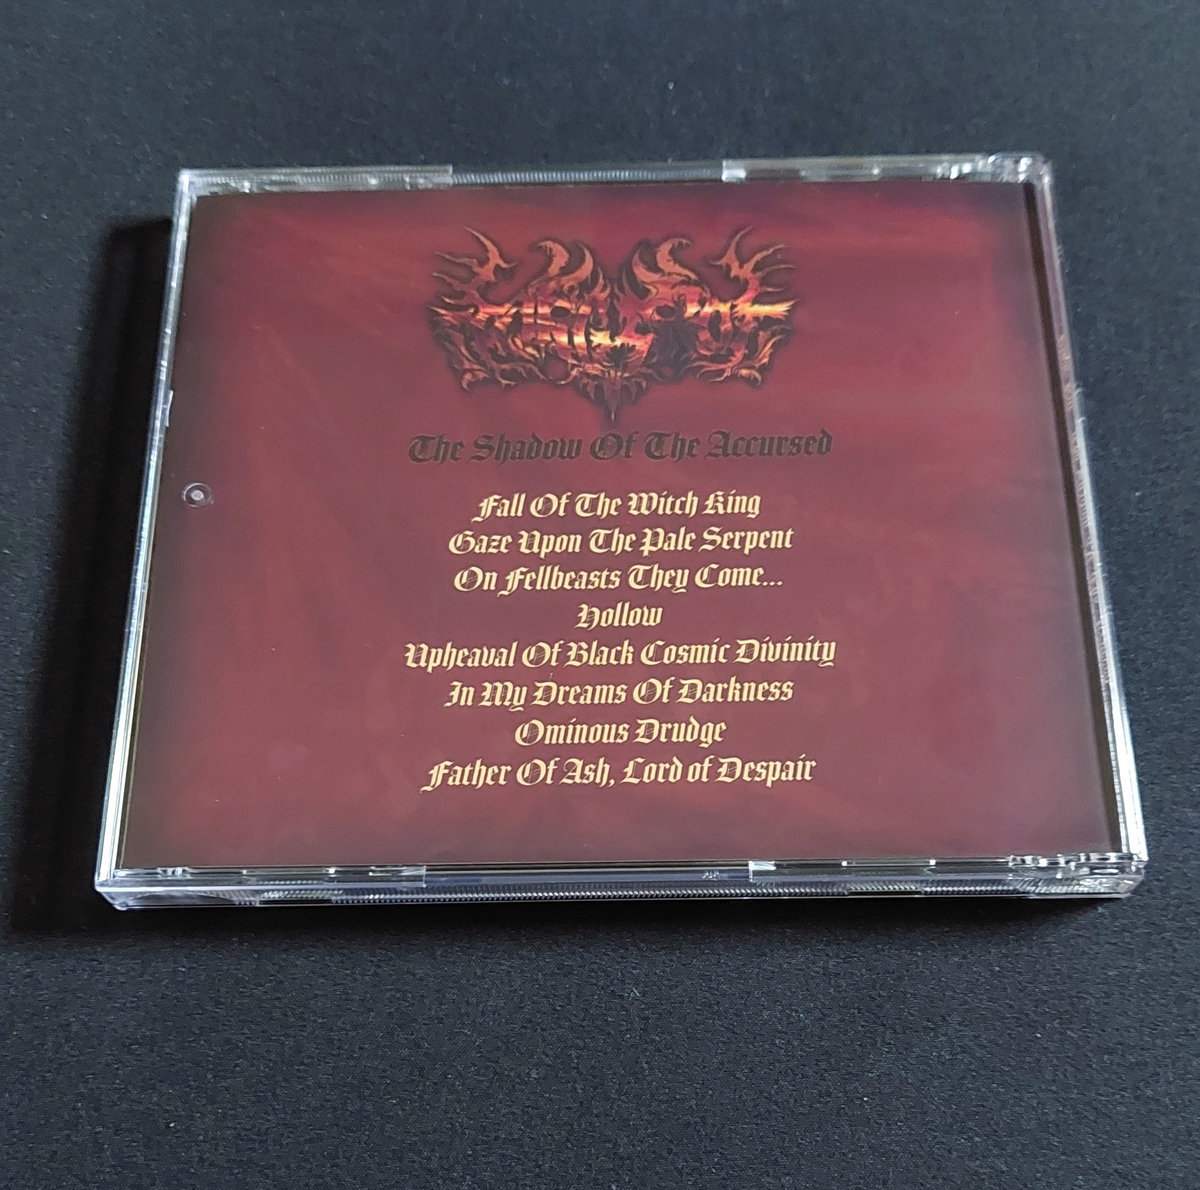 The Shadow Of The Accursed
Fall Of The Witch King
Gaze Upon The Pale Serpent
On Fellbeasts They Come...
Hollow
Upheaval Of Black Cosmic Divinity
In My Dreams Of Darkness
Ominous Drudge
Father Of Ash, Lord of Despair